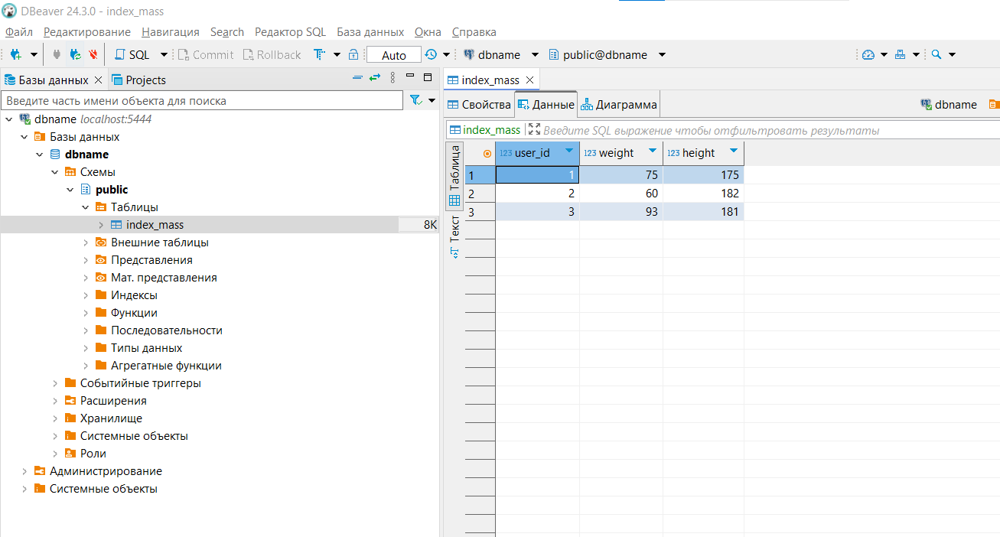 DBeaver 24.3.0 - index_mass
Файл Редактирование Навигация Search Редактор SQL База данных Окна Справка
SQL Commit Rollback T Auto dbname public@dbname
Базы данных Projects
Введите часть имени объекта для поиска
dbname localhost:5444
Базы данных
dbname
Схемы
public
Таблицы
index_mass 8K
Внешние таблицы
Представления
Мат. представления
Индексы
Функции
Последовательности
Типы данных
Агрегатные функции
Событийные триггеры
Расширения
Хранилище
Системные объекты
Роли
Администрирование
Системные объекты
index_mass
Свойства Данные Диаграмма dbname
index_mass Введите SQL выражение чтобы отфильтровать результаты
Таблица
Текст
123 user_id 123 weight 123 height
1 1 75 175
2 2 60 182
3 3 93 181